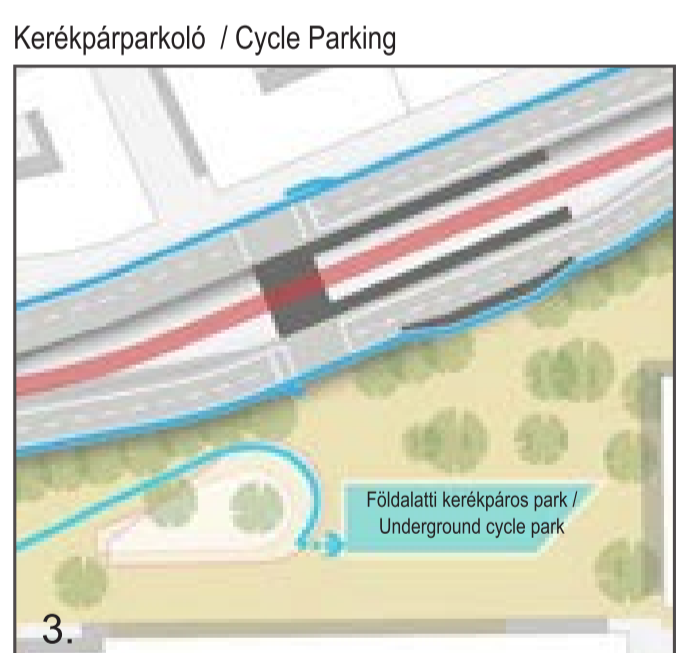 Kerékpárparkoló / Cycle Parking
Földalatti kerékpáros park /
Underground cycle park
3.